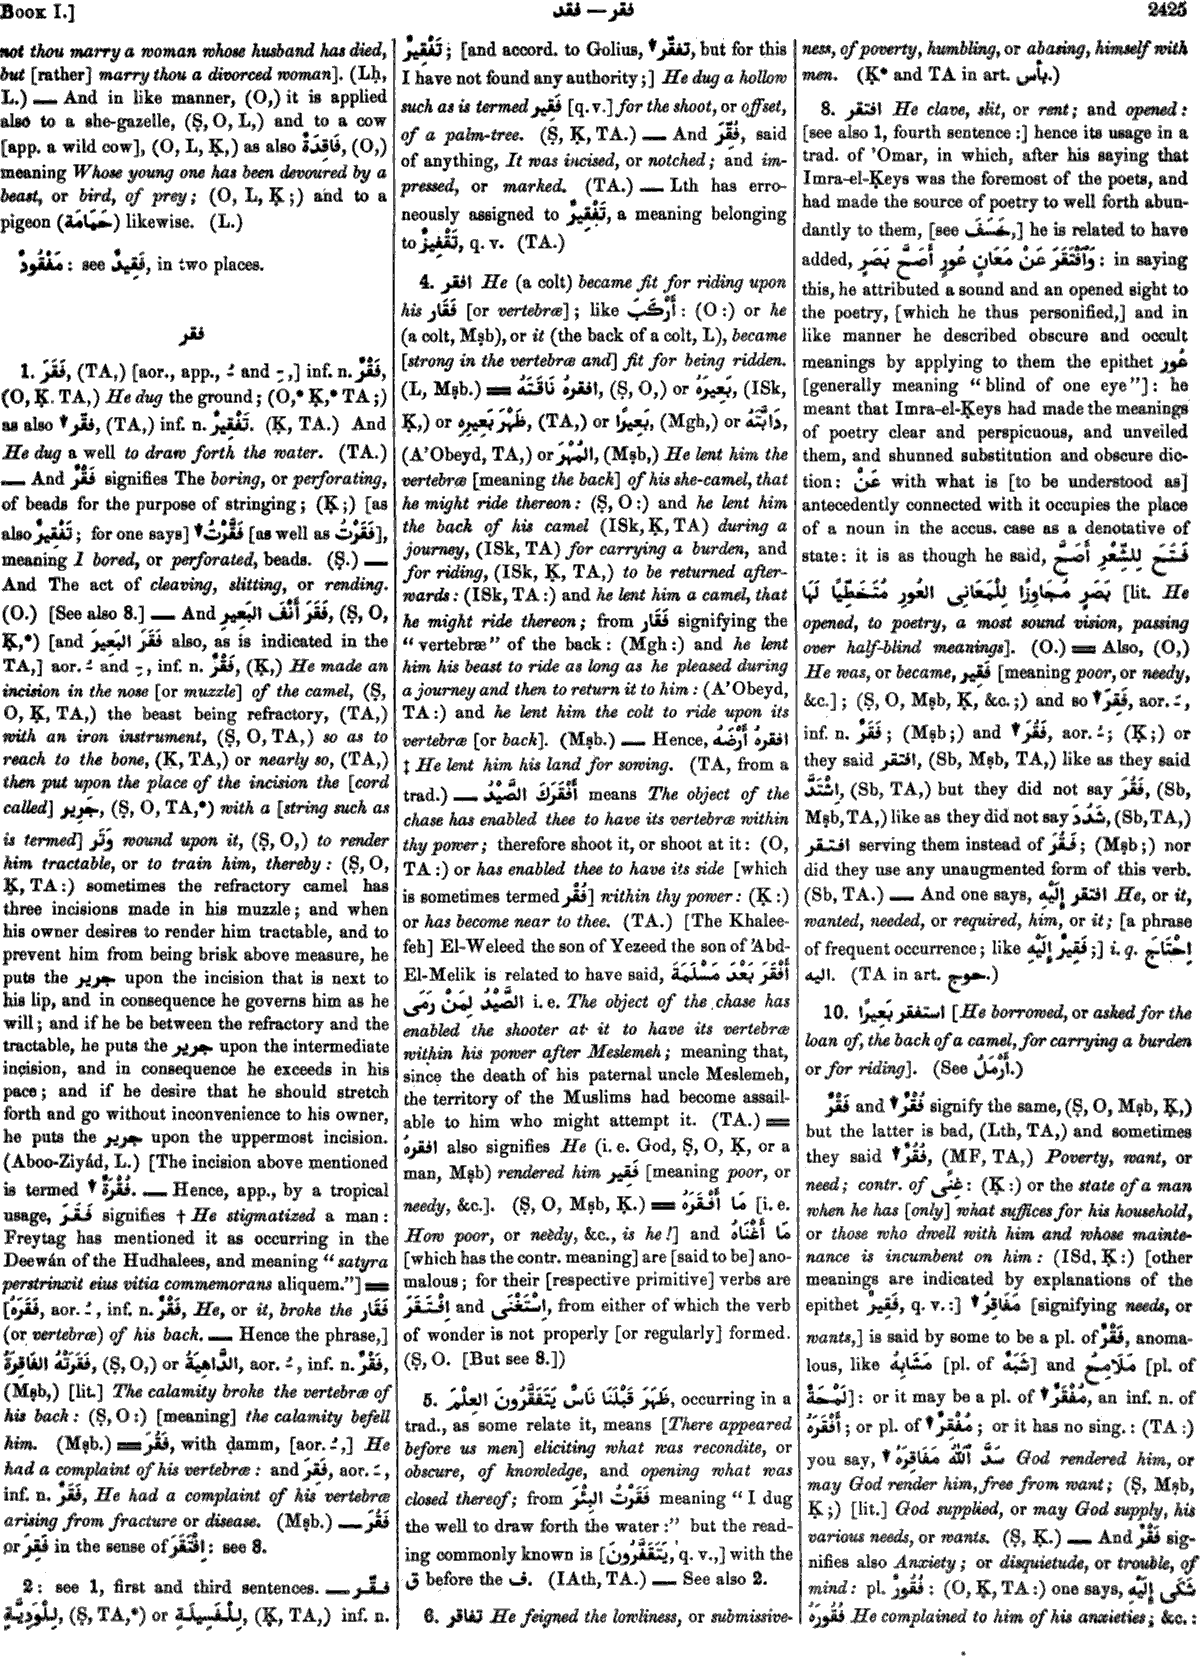 Book I.]
فقر — فقد
2425
not thou marry a woman whose husband has died,
but [rather] marry thou a divorced woman]. (Lḥ,
L.) — And in like manner, (O,) it is applied
also to a she-gazelle, (Ṣ, O, L,) and to a cow
[app. a wild cow], (O, L, Ḳ,) as also فَاقِدَةٌ, (O,)
meaning Whose young one has been devoured by a
beast, or bird, of prey; (O, L, Ḳ;) and to a
pigeon (حَمَامَة) likewise. (L.)
مَفْقُودٌ: see فَقِيدٌ, in two places.
فقر
1. فَقَرَ, (TA,) [aor., app., ـُ and ـِ,] inf. n. فَقْرٌ,
(O, Ḳ, TA,) He dug the ground; (O,* Ḳ,* TA;)
as also ▼ فقّر, (TA,) inf. n. تَفْقِيرٌ. (Ḳ, TA.) And
He dug a well to draw forth the water. (TA.)
— And فَقْرٌ signifies The boring, or perforating,
of beads for the purpose of stringing; (Ḳ;) [as
also تَفْقِيرٌ; for one says] ▼ فَقَّرْتُ [as well as فَقَرْتُ],
meaning I bored, or perforated, beads. (Ṣ.) —
And The act of cleaving, slitting, or rending.
(O.) [See also 8.] — And فَقَرَ أَنْفَ البَعِيرِ, (Ṣ, O,
Ḳ,*) [and فَقَرَ البَعِيرَ also, as is indicated in the
TA,] aor. ـُ and ـِ, inf. n. فَقْرٌ, (Ḳ,) He made an
incision in the nose [or muzzle] of the camel, (Ṣ,
O, Ḳ, TA,) the beast being refractory, (TA,)
with an iron instrument, (Ṣ, O, TA,) so as to
reach to the bone, (K, TA,) or nearly so, (TA,)
then put upon the place of the incision the [cord
called] جَرِير, (Ṣ, O, TA,*) with a [string such as
is termed] وَتَر wound upon it, (Ṣ, O,) to render
him tractable, or to train him, thereby: (Ṣ, O,
Ḳ, TA:) sometimes the refractory camel has
three incisions made in his muzzle; and when
his owner desires to render him tractable, and to
prevent him from being brisk above measure, he
puts the جرير upon the incision that is next to
his lip, and in consequence he governs him as he
will; and if he be between the refractory and the
tractable, he puts the جرير upon the intermediate
incision, and in consequence he exceeds in his
pace; and if he desire that he should stretch
forth and go without inconvenience to his owner,
he puts the جرير upon the uppermost incision.
(Aboo-Ziyád, L.) [The incision above mentioned
is termed ▼ فُقْرَةٌ. — Hence, app., by a tropical
usage, فَقَرَ signifies † He stigmatized a man:
Freytag has mentioned it as occurring in the
Deewán of the Hudhalees, and meaning “satyra
perstrinxit eius vitia commemorans aliquem.”] ==
[فَقَرَهُ, aor. ـُ, inf. n. فَقْرٌ, He, or it, broke the فَقَار
(or vertebræ) of his back. — Hence the phrase,]
فَقَرَتْهُ الفَاقِرَةُ, (Ṣ, O,) or الدَّاهِيَةُ, aor. ـُ, inf. n. فَقْرٌ,
(Mṣb,) [lit.] The calamity broke the vertebræ of
his back: (Ṣ, O:) [meaning] the calamity befell
him. (Mṣb.) == فَقُرَ, with ḍamm, [aor. ـُ,] He
had a complaint of his vertebræ: and فَقِرَ, aor. ـَ,
inf. n. فَقَرٌ, He had a complaint of his vertebræ
arising from fracture or disease. (Mṣb.) — فَقُرَ
or فَقِرَ in the sense of افْتَقَرَ: see 8.
2: see 1, first and third sentences. — فقّر
لِلْوَدِيَّةِ, (Ṣ, TA,*) or لِلْفَسِيلَةِ, (Ḳ, TA,) inf. n.
تَفْقِيرٌ; [and accord. to Golius, ▼ تفقّر, but for this
I have not found any authority;] He dug a hollow
such as is termed فَقِير [q. v.] for the shoot, or offset,
of a palm-tree. (Ṣ, Ḳ, TA.) — And فُقِّرَ, said
of anything, It was incised, or notched; and im-
pressed, or marked. (TA.) — Lth has erro-
neously assigned to تَفْقِيرٌ, a meaning belonging
to تَقْفِيزٌ, q. v. (TA.)
4. افقر He (a colt) became fit for riding upon
his فَقَار [or vertebræ]; like أَرْكَبَ: (O:) or he
(a colt, Mṣb), or it (the back of a colt, L), became
[strong in the vertebræ and] fit for being ridden.
(L, Mṣb.) == افقرهُ نَاقَتَهُ, (Ṣ, O,) or بَعِيرَهُ, (ISk,
Ḳ,) or ظَهْرَ بَعِيرِهِ, (TA,) or بَعِيرًا, (Mgh,) or دَابَّتَهُ,
(A’Obeyd, TA,) or المُهْرَ, (Mṣb,) He lent him the
vertebræ [meaning the back] of his she-camel, that
he might ride thereon: (Ṣ, O:) and he lent him
the back of his camel (ISk, Ḳ, TA) during a
journey, (ISk, TA) for carrying a burden, and
for riding, (ISk, Ḳ, TA,) to be returned after-
wards: (ISk, TA:) and he lent him a camel, that
he might ride thereon; from فَقَار signifying the
“vertebræ” of the back: (Mgh:) and he lent
him his beast to ride as long as he pleased during
a journey and then to return it to him: (A’Obeyd,
TA:) and he lent him the colt to ride upon its
vertebræ [or back]. (Mṣb.) — Hence, افقرهُ أَرْضَهُ
‡ He lent him his land for sowing. (TA, from a
trad.) — أَفْقَرَكَ الصَّيْدُ means The object of the
chase has enabled thee to have its vertebræ within
thy power; therefore shoot it, or shoot at it: (O,
TA:) or has enabled thee to have its side [which
is sometimes termed فُقْر] within thy power: (Ḳ:)
or has become near to thee. (TA.) [The Khalee-
feh] El-Weleed the son of Yezeed the son of ’Abd-
El-Melik is related to have said, أَفْقَرَ بَعْدَ مَسْلَمَةَ
الصَّيْدُ لِمَنْ رَمَى i. e. The object of the chase has
enabled the shooter at it to have its vertebræ
within his power after Meslemeh; meaning that,
since the death of his paternal uncle Meslemeh,
the territory of the Muslims had become assail-
able to him who might attempt it. (TA.) ==
افقرهُ also signifies He (i. e. God, Ṣ, O, Ḳ, or a
man, Mṣb) rendered him فَقِير [meaning poor, or
needy, &c.]. (Ṣ, O, Mṣb, Ḳ.) == مَا أَفْقَرَهُ [i. e.
How poor, or needy, &c., is he!] and مَا أَغْنَاهُ
[which has the contr. meaning] are [said to be] ano-
malous; for their [respective primitive] verbs are
افْتَقَرَ and اسْتَغْنَى, from either of which the verb
of wonder is not properly [or regularly] formed.
(Ṣ, O. [But see 8.])
5. ظَهَرَ قَبْلَنَا نَاسٌ يَتَفَقَّرُونَ العِلْمَ, occurring in a
trad., as some relate it, means [There appeared
before us men] eliciting what was recondite, or
obscure, of knowledge, and opening what was
closed thereof; from فَقَرْتُ البِئْرَ meaning “I dug
the well to draw forth the water:” but the read-
ing commonly known is [يَتَقَفَّرُونَ, q. v.,] with the
ق before the ف. (IAth, TA.) — See also 2.
6. تفاقر He feigned the lowliness, or submissive-
ness, of poverty, humbling, or abasing, himself with
men. (Ḳ* and TA in art. بأس.)
8. افتقر He clave, slit, or rent; and opened:
[see also 1, fourth sentence:] hence its usage in a
trad. of ’Omar, in which, after his saying that
Imra-el-Ḳeys was the foremost of the poets, and
had made the source of poetry to well forth abun-
dantly to them, [see خَسَفَ,] he is related to have
added, وَافْتَقَرَ عَنْ مَعَانٍ عُورٍ أَصَحَّ بَصَرٍ: in saying
this, he attributed a sound and an opened sight to
the poetry, [which he thus personified,] and in
like manner he described obscure and occult
meanings by applying to them the epithet عُور
[generally meaning “blind of one eye”]: he
meant that Imra-el-Ḳeys had made the meanings
of poetry clear and perspicuous, and unveiled
them, and shunned substitution and obscure dic-
tion: عَنْ with what is [to be understood as]
antecedently connected with it occupies the place
of a noun in the accus. case as a denotative of
state: it is as though he said, فَتَحَ لِلشِّعْرِ أَصَحَّ
بَصَرٍ مُجَاوِزًا لِلْمَعَانِى العُورِ مُتَخَطِّيًا لَهَا [lit. He
opened, to poetry, a most sound vision, passing
over half-blind meanings]. (O.) == Also, (O,)
He was, or became, فَقِير [meaning poor, or needy,
&c.]; (Ṣ, O, Mṣb, Ḳ, &c.;) and so ▼ فَقِرَ, aor. ـَ,
inf. n. فَقَرٌ; (Mṣb;) and ▼ فَقُرَ, aor. ـُ; (Ḳ;) or
they said افتقر, (Sb, Mṣb, TA,) like as they said
اشْتَدَّ, (Sb, TA,) but they did not say فَقُرَ, (Sb,
Mṣb, TA,) like as they did not say شَدُدَ, (Sb, TA,)
افتقر serving them instead of فَقُرَ; (Mṣb;) nor
did they use any unaugmented form of this verb.
(Sb, TA.) — And one says, افتقر إِلَيْهِ He, or it,
wanted, needed, or required, him, or it; [a phrase
of frequent occurrence; like فَقِيرٌ إِلَيْهِ;] i. q. اِحْتَاجَ
اليه. (TA in art. حوج.)
10. استفقر بَعِيرًا [He borrowed, or asked for the
loan of, the back of a camel, for carrying a burden
or for riding]. (See أَرْمَلُ.)
فَقْرٌ and ▼ فُقْرٌ signify the same, (Ṣ, O, Mṣb, Ḳ,)
but the latter is bad, (Lth, TA,) and sometimes
they said ▼ فُقُرٌ, (MF, TA,) Poverty, want, or
need; contr. of غِنًى: (Ḳ:) or the state of a man
when he has [only] what suffices for his household,
or those who dwell with him and whose mainte-
nance is incumbent on him: (ISd, Ḳ:) [other
meanings are indicated by explanations of the
epithet فَقِيرٌ, q. v.:] ▼ مَفَاقِرُ [signifying needs, or
wants,] is said by some to be a pl. of فَقْرٌ, anoma-
lous, like مَشَابِهُ [pl. of شَبَهٌ] and مَلَامِحُ [pl. of
لَمْحَةٌ]: or it may be a pl. of ▼ مُفْقَرٌ, an inf. n. of
أَفْقَرَهُ; or pl. of ▼ مُفْقِرٌ; or it has no sing.: (TA:)
you say, ▼ سَدَّ اللّٰهُ مَفَاقِرَهُ God rendered him, or
may God render him, free from want; (Ṣ, Mṣb,
Ḳ;) [lit.] God supplied, or may God supply, his
various needs, or wants. (Ṣ, Ḳ.) — And فَقْرٌ sig-
nifies also Anxiety; or disquietude, or trouble, of
mind: pl. فُقُورٌ: (O, Ḳ, TA:) one says, شَكَى إِلَيْهِ
فُقُورَهُ He complained to him of his anxieties; &c.: